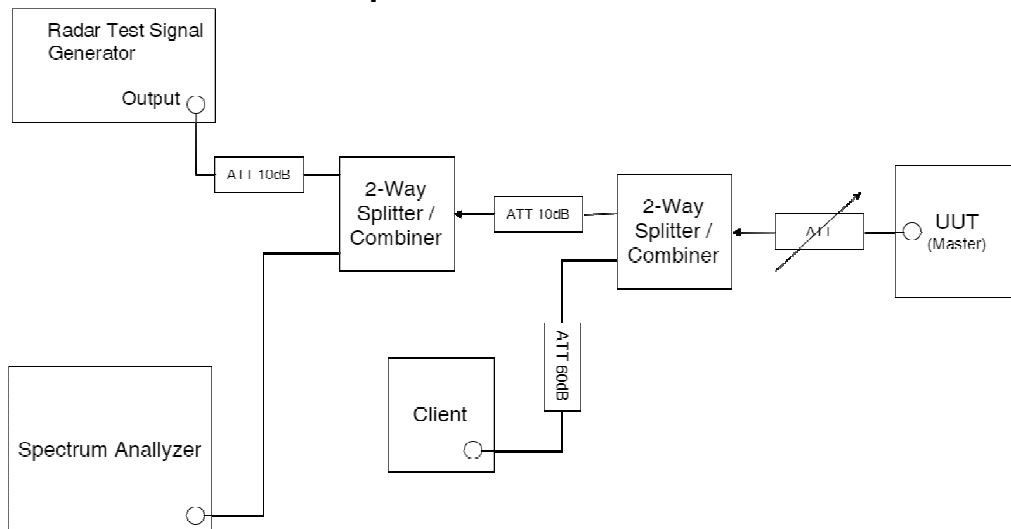 Radar Test Signal
Generator
Output
ATT 10dB
2-Way
Splitter /
Combiner
ATT 10dB
2-Way
Splitter /
Combiner
ATT
UUT
(Master)
ATT 60dB
Client
Spectrum Anallyzer